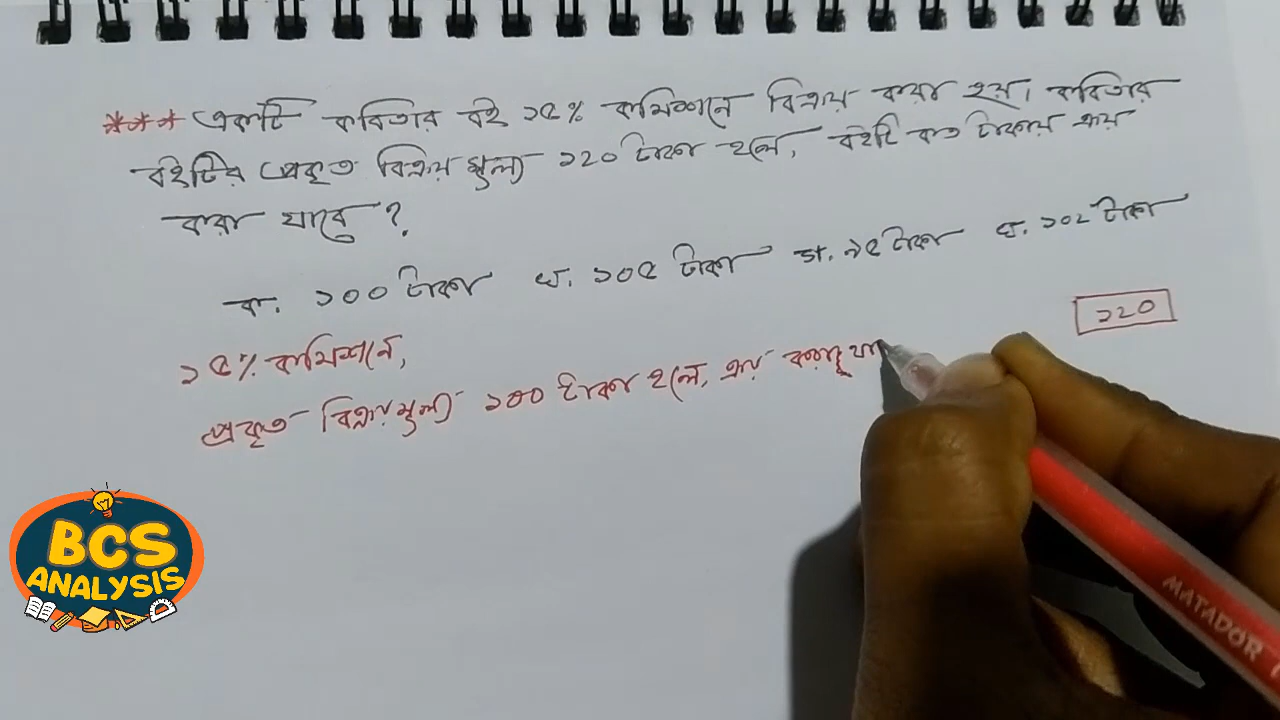 *** একটি কবিতার বই ১৫% কমিশনে বিক্রয় করা হয়। কবিতার
বইটির প্রকৃত বিক্রয় মূল্য ১২০ টাকা হলে, বইটি কত টাকায় ক্রয়
করা যাবে?
ক. ১০০ টাকা খ. ১০৫ টাকা গ. ৯৫ টাকা ঘ. ১০২ টাকা
১২০
১৫% কমিশনে,
প্রকৃত বিক্রয়মূল্য ১০০ টাকা হলে, ক্রয় করা যা
BCS
ANALYSIS
MATADOR